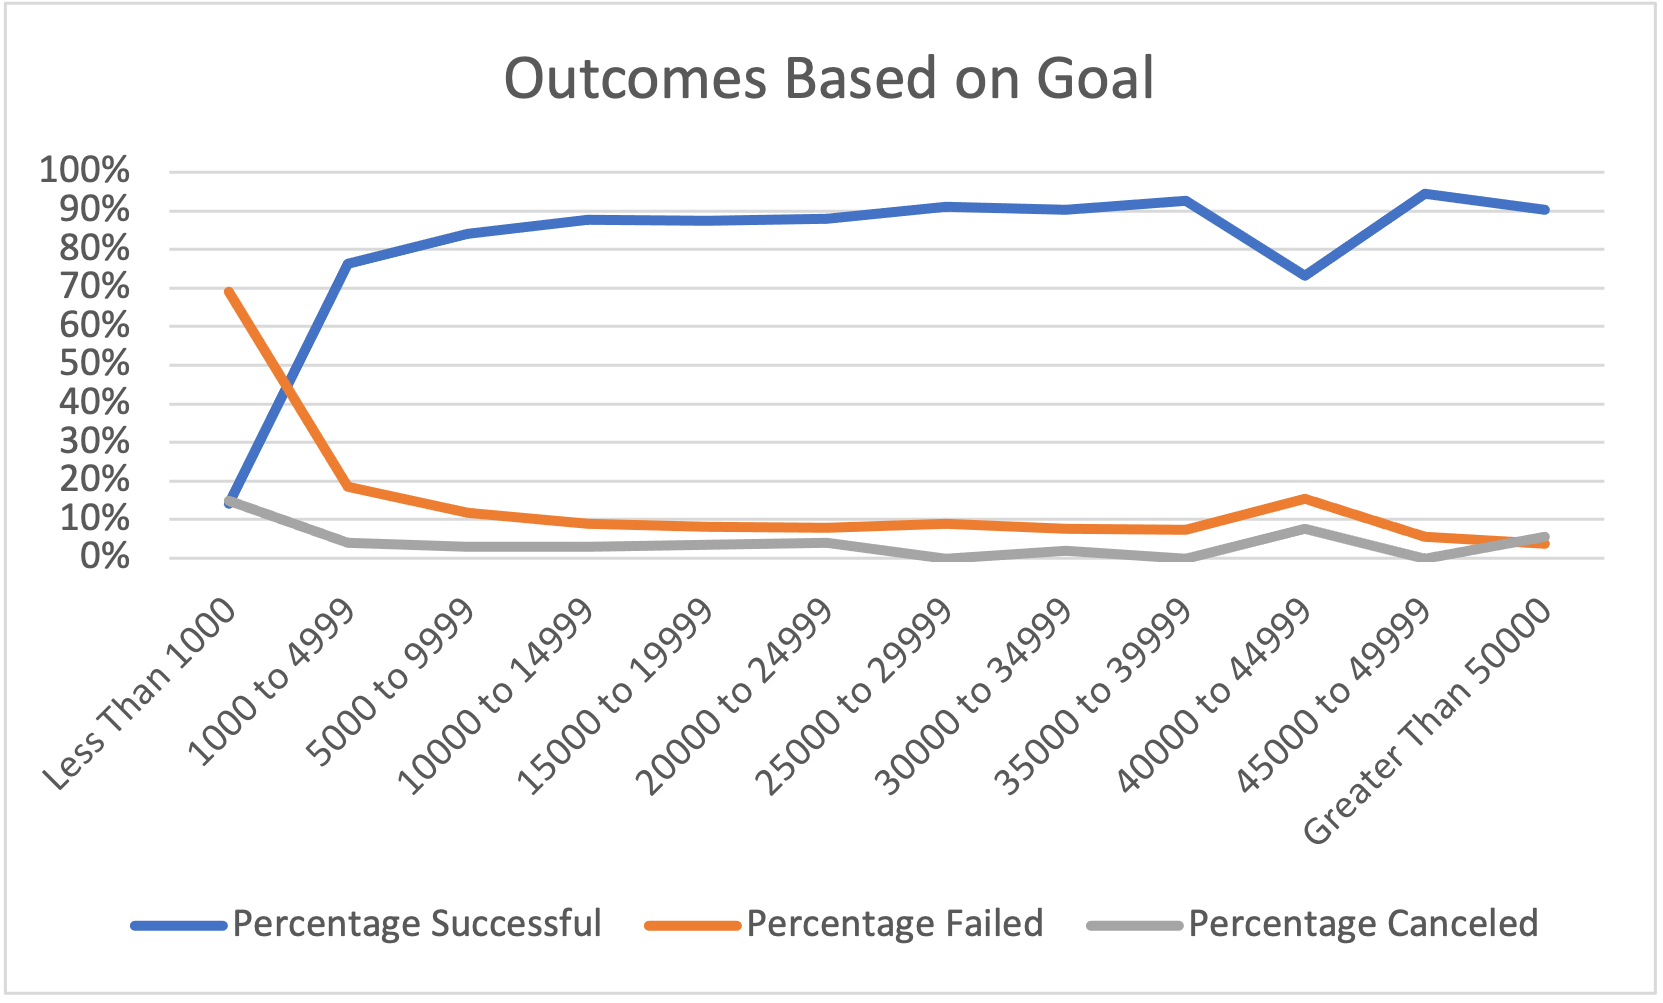 Outcomes Based on Goal
100%
90%
80%
70%
60%
50%
40%
30%
20%
10%
0%
Less Than 1000
1000 to 4999
5000 to 9999
10000 to 14999
15000 to 19999
20000 to 24999
25000 to 29999
30000 to 34999
35000 to 39999
40000 to 44999
45000 to 49999
Greater Than 50000
Percentage Successful Percentage Failed Percentage Canceled